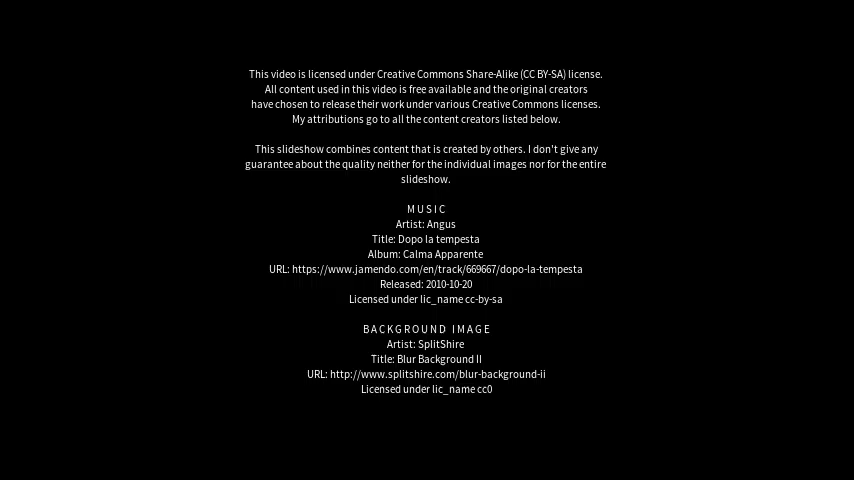 This video is licensed under Creative Commons Share-Alike (CC BY-SA) license.
All content used in this video is free available and the original creators
have chosen to release their work under various Creative Commons licenses.
My attributions go to all the content creators listed below.
This slideshow combines content that is created by others. I don't give any
guarantee about the quality neither for the individual images nor for the entire
slideshow.
MUSIC
Artist: Angus
Title: Dopo la tempesta
Album: Calma Apparente
URL: https://www.jamendo.com/en/track/669667/dopo-la-tempesta
Released: 2010-10-20
Licensed under lic_name cc-by-sa
BACKGROUND IMAGE
Artist: SplitShire
Title: Blur Background II
URL: http://www.splitshire.com/blur-background-ii
Licensed under lic_name cc0